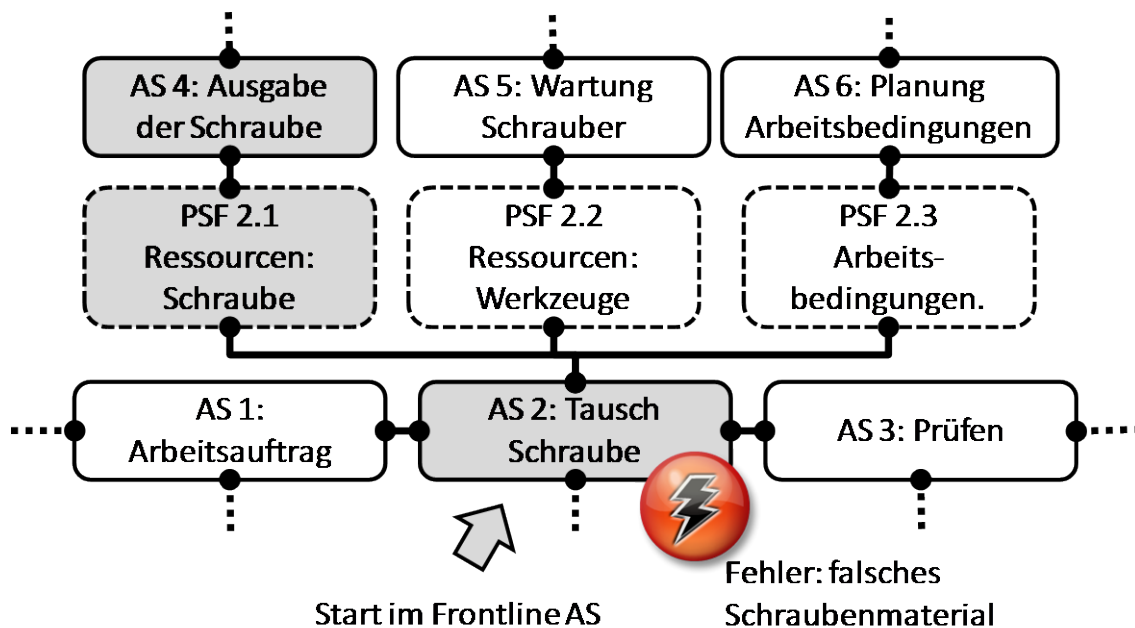 AS 4: Ausgabe
der Schraube
AS 5: Wartung
Schrauber
AS 6: Planung
Arbeitsbedingungen
PSF 2.1
Ressourcen:
Schraube
PSF 2.2
Ressourcen:
Werkzeuge
PSF 2.3
Arbeits-
bedingungen.
AS 1:
Arbeitsauftrag
AS 2: Tausch
Schraube
AS 3: Prüfen
Start im Frontline AS
Fehler: falsches
Schraubenmaterial